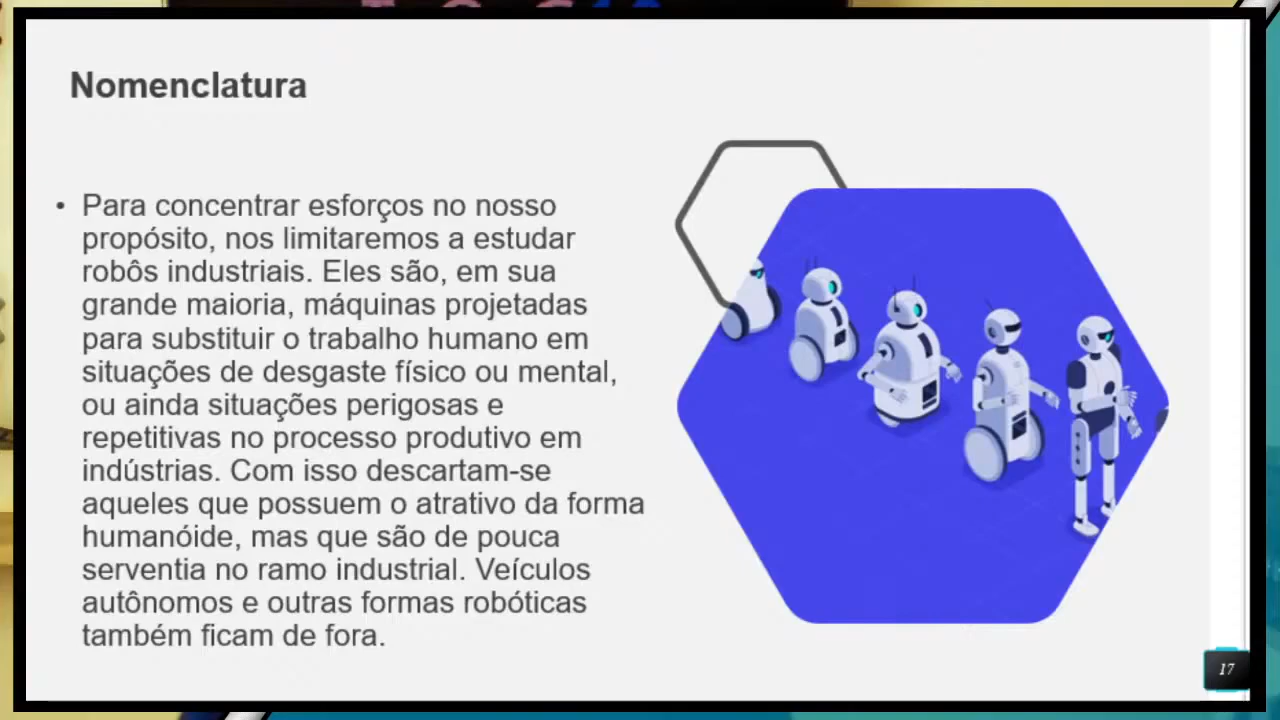 Nomenclatura
• Para concentrar esforços no nosso
propósito, nos limitaremos a estudar
robôs industriais. Eles são, em sua
grande maioria, máquinas projetadas
para substituir o trabalho humano em
situações de desgaste físico ou mental,
ou ainda situações perigosas e
repetitivas no processo produtivo em
indústrias. Com isso descartam-se
aqueles que possuem o atrativo da forma
humanóide, mas que são de pouca
serventia no ramo industrial. Veículos
autônomos e outras formas robóticas
também ficam de fora.
17